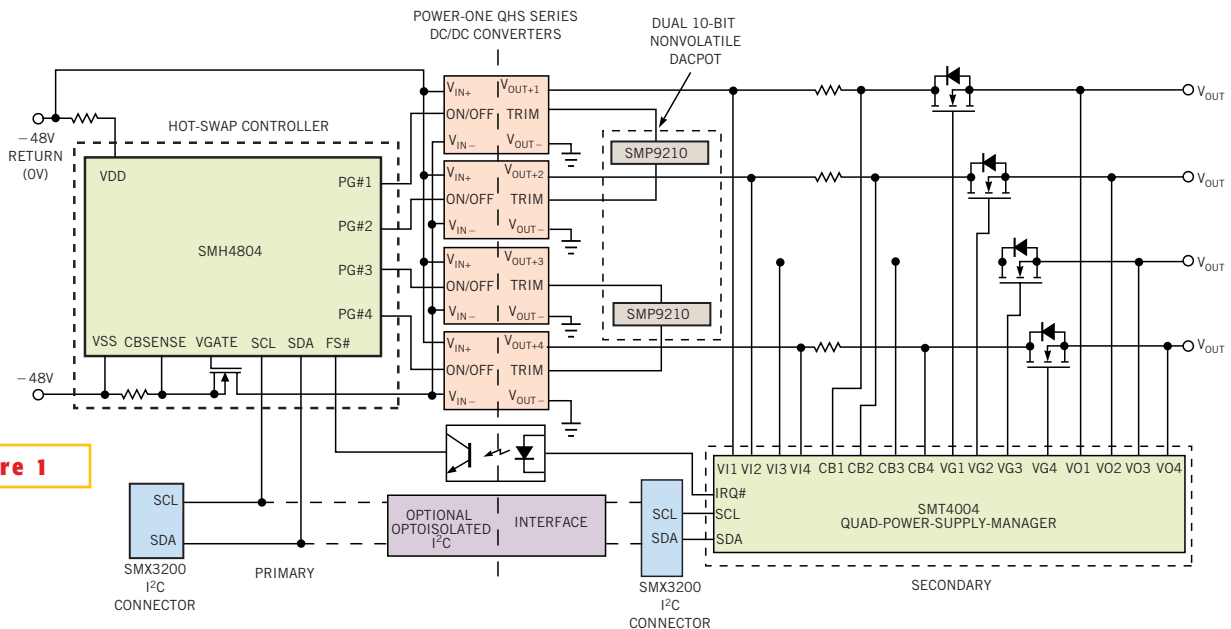 POWER-ONE QHS SERIES
DC/DC CONVERTERS
DUAL 10-BIT
NONVOLATILE
DACPOT
−48V
RETURN
(0V)
HOT-SWAP CONTROLLER
VDD
PG#1
PG#2
SMH4804
PG#3
PG#4
VSS CBSENSE VGATE SCL SDA FS#
−48V
VIN+ VOUT+1
ON/OFF TRIM
VIN− VOUT−
VIN+ VOUT+2
ON/OFF TRIM
VIN− VOUT−
VIN+ VOUT+3
ON/OFF TRIM
VIN− VOUT−
VIN+ VOUT+4
ON/OFF TRIM
VIN− VOUT−
SMP9210
SMP9210
VOUT
VOUT
VOUT
VOUT
re 1
SCL
SDA
SMX3200
I2C
CONNECTOR
PRIMARY
OPTIONAL
OPTOISOLATED
I2C
INTERFACE
SCL
SDA
SMX3200
I2C
CONNECTOR
VI1 VI2 VI3 VI4 CB1 CB2 CB3 CB4 VG1 VG2 VG3 VG4 VO1 VO2 VO3 VO4
IRQ#
SCL
SDA
SMT4004
QUAD-POWER-SUPPLY-MANAGER
SECONDARY